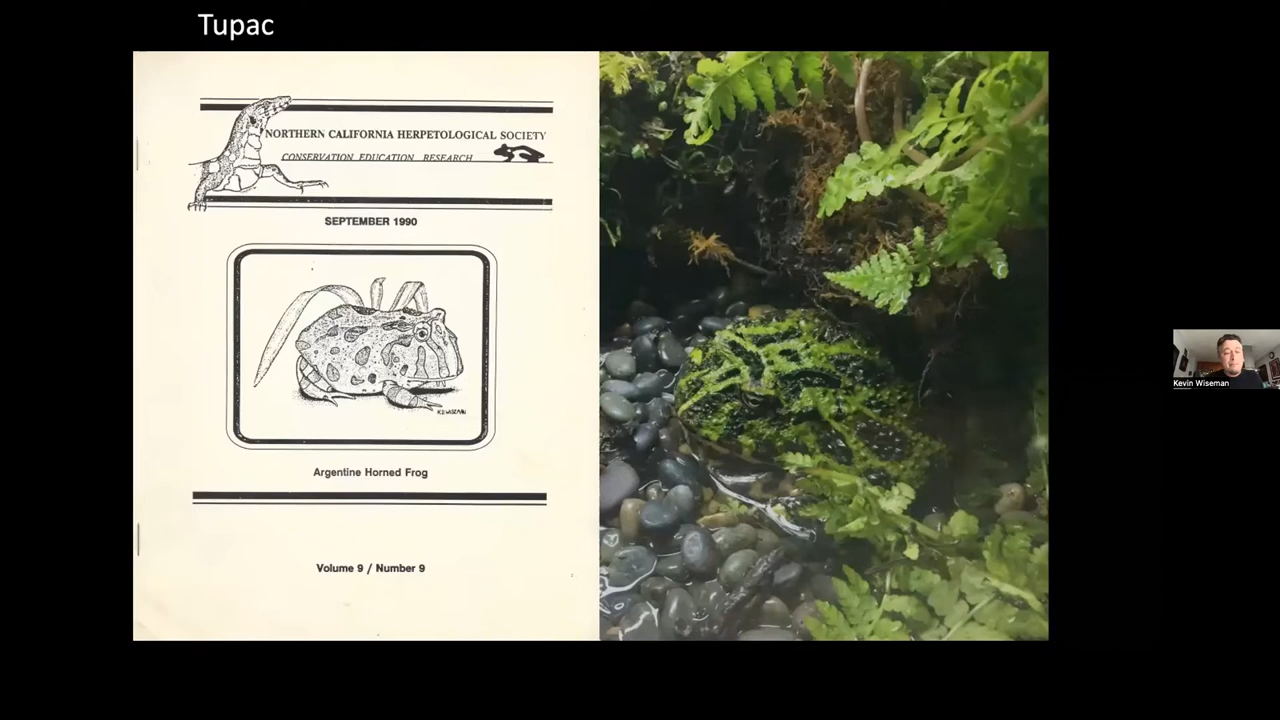 Tupac
NORTHERN CALIFORNIA HERPETOLOGICAL SOCIETY
CONSERVATION EDUCATION RESEARCH
SEPTEMBER 1990
K.E.WISEMAN
Argentine Horned Frog
Volume 9 / Number 9
Kevin Wiseman